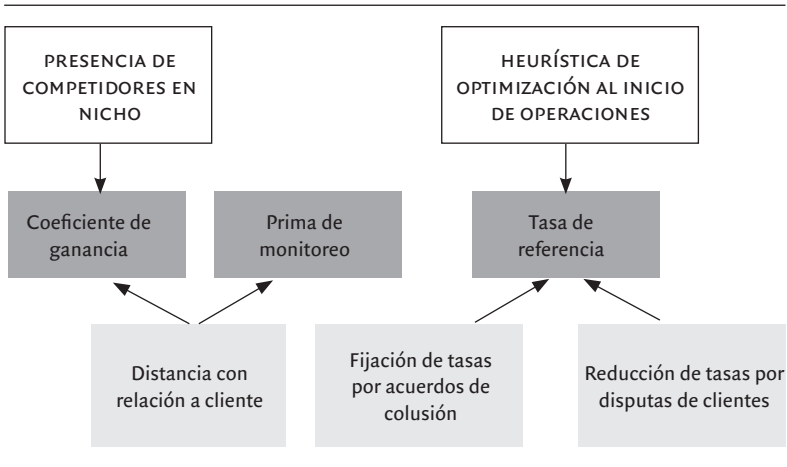 PRESENCIA DE
COMPETIDORES EN
NICHO
HEURÍSTICA DE
OPTIMIZACIÓN AL INICIO
DE OPERACIONES
Coeficiente de
ganancia
Prima de
monitoreo
Tasa de
referencia
Distancia con
relación a cliente
Fijación de tasas
por acuerdos de
colusión
Reducción de tasas por
disputas de clientes